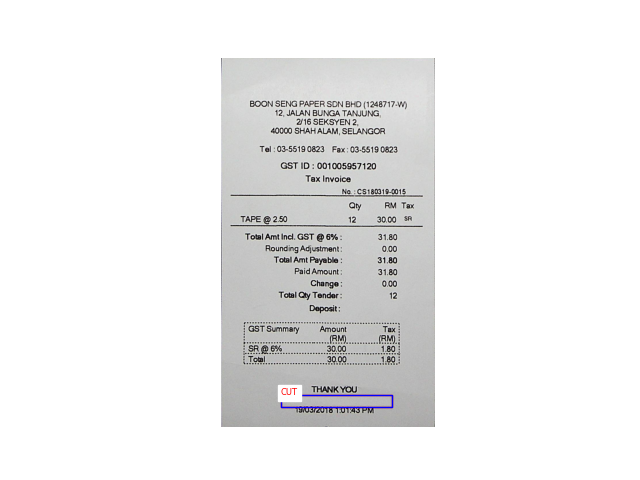 BOON SENG PAPER SDN BHD (1248717-W)
12, JALAN BUNGA TANJUNG,
2/16 SEKSYEN 2,
40000 SHAH ALAM, SELANGOR
Tel : 03-5519 0823 Fax : 03-5519 0823
GST ID : 001005957120
Tax Invoice
No. : CS180319-0015
Qty RM Tax
TAPE @ 2.50 12 30.00 SR
Total Amt Incl. GST @ 6% : 31.80
Rounding Adjustment : 0.00
Total Amt Payable : 31.80
Paid Amount : 31.80
Change : 0.00
Total Qty Tender : 12
Deposit :
GST Summary Amount Tax
(RM) (RM)
SR @ 6% 30.00 1.80
Total 30.00 1.80
THANK YOU
CUT
19/03/2018 1:01:43 PM